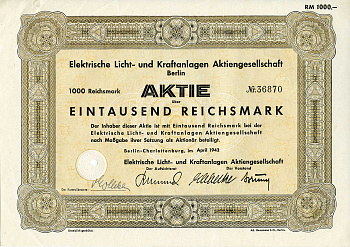 RM 1000,—
Elektrische Licht- und Kraftanlagen Aktiengesellschaft
Berlin
1000 Reichsmark AKTIE № 36870
über
EINTAUSEND REICHSMARK
Der Inhaber dieser Aktie ist mit Eintausend Reichsmark bei der
Elektrische Licht- und Kraftanlagen Aktiengesellschaft
nach Maßgabe ihrer Satzung als Aktionär beteiligt.
Berlin-Charlottenburg, im April 1942
Elektrische Licht- und Kraftanlagen Aktiengesellschaft
Der Aufsichtsrat Der Vorstand